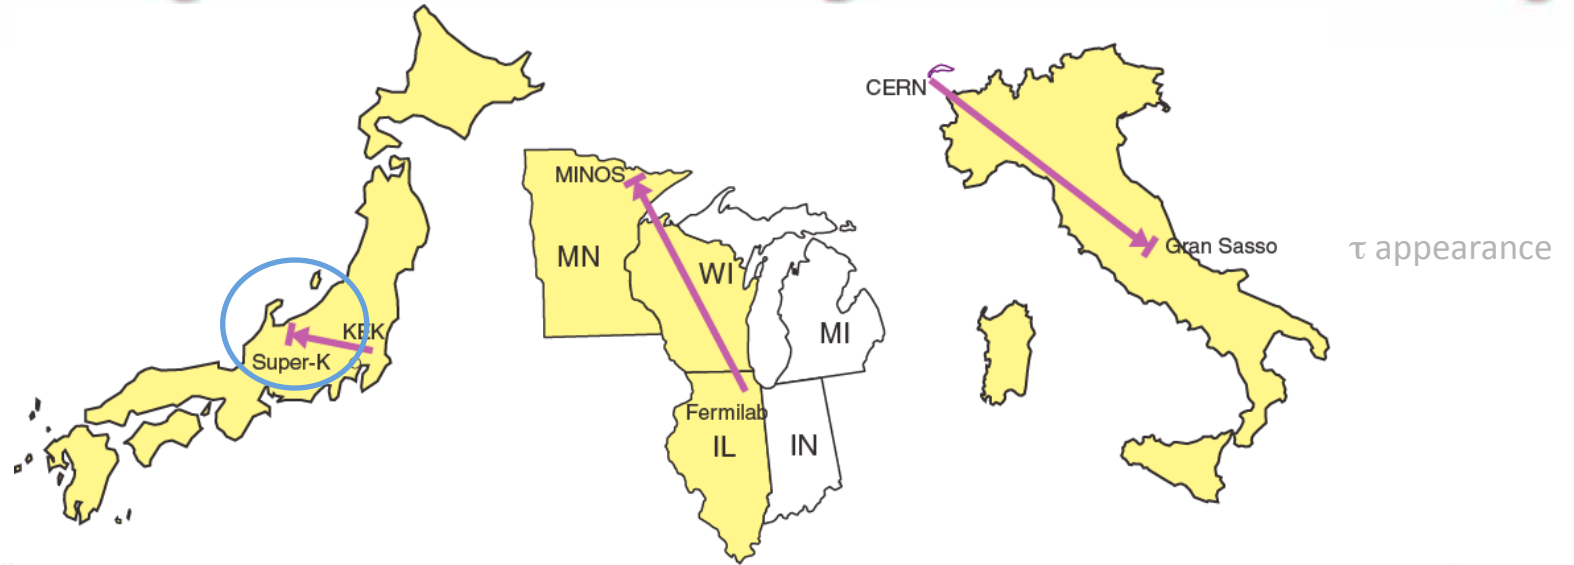 KEK
Super-K
MINOS
MN
WI
MI
Fermilab
IL
IN
CERN
Gran Sasso
τ appearance